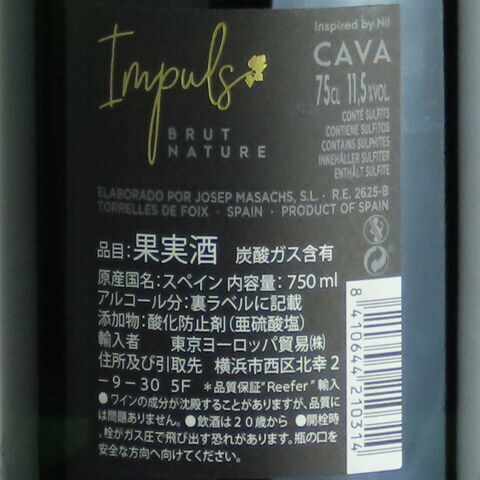 Impuls
BRUT
NATURE
Inspired by Nil
CAVA
75CL 11,5%VOL.
CONTÉ SULFITS
CONTIENE SULFITOS
CONTAINS SULPHITES
INNEHÅLLER SULFITER
ENTHÄLT SULFITE
ELABORADO POR JOSEP MASACHS, S.L. · R.E. 2625-B
TORRELLES DE FOIX · SPAIN · PRODUCT OF SPAIN
品目:果実酒 炭酸ガス含有
原産国名:スペイン 内容量:750ml
アルコール分:裏ラベルに記載
添加物:酸化防止剤(亜硫酸塩)
輸入者 東京ヨーロッパ貿易㈱
住所及び引取先 横浜市西区北幸2
-9-30 5F *品質保証"Reefer"輸入
●ワインの成分が沈殿することがありますが、品質に
は問題ありません。●飲酒は20歳から ●開栓時
、栓がガス圧で飛び出す恐れがあります。瓶の口を
安全な方向へ向けてください。
8 410644 210314